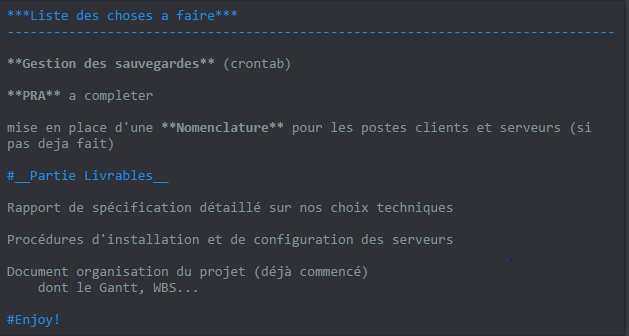 ***Liste des choses a faire***
----------------------------------------------------------------------------
**Gestion des sauvegardes** (crontab)
**PRA** a completer
mise en place d'une **Nomenclature** pour les postes clients et serveurs (si
pas deja fait)
#__Partie Livrables__
Rapport de spécification détaillé sur nos choix techniques
Procédures d'installation et de configuration des serveurs
Document organisation du projet (déjà commencé)
    dont le Gantt, WBS...
#Enjoy!